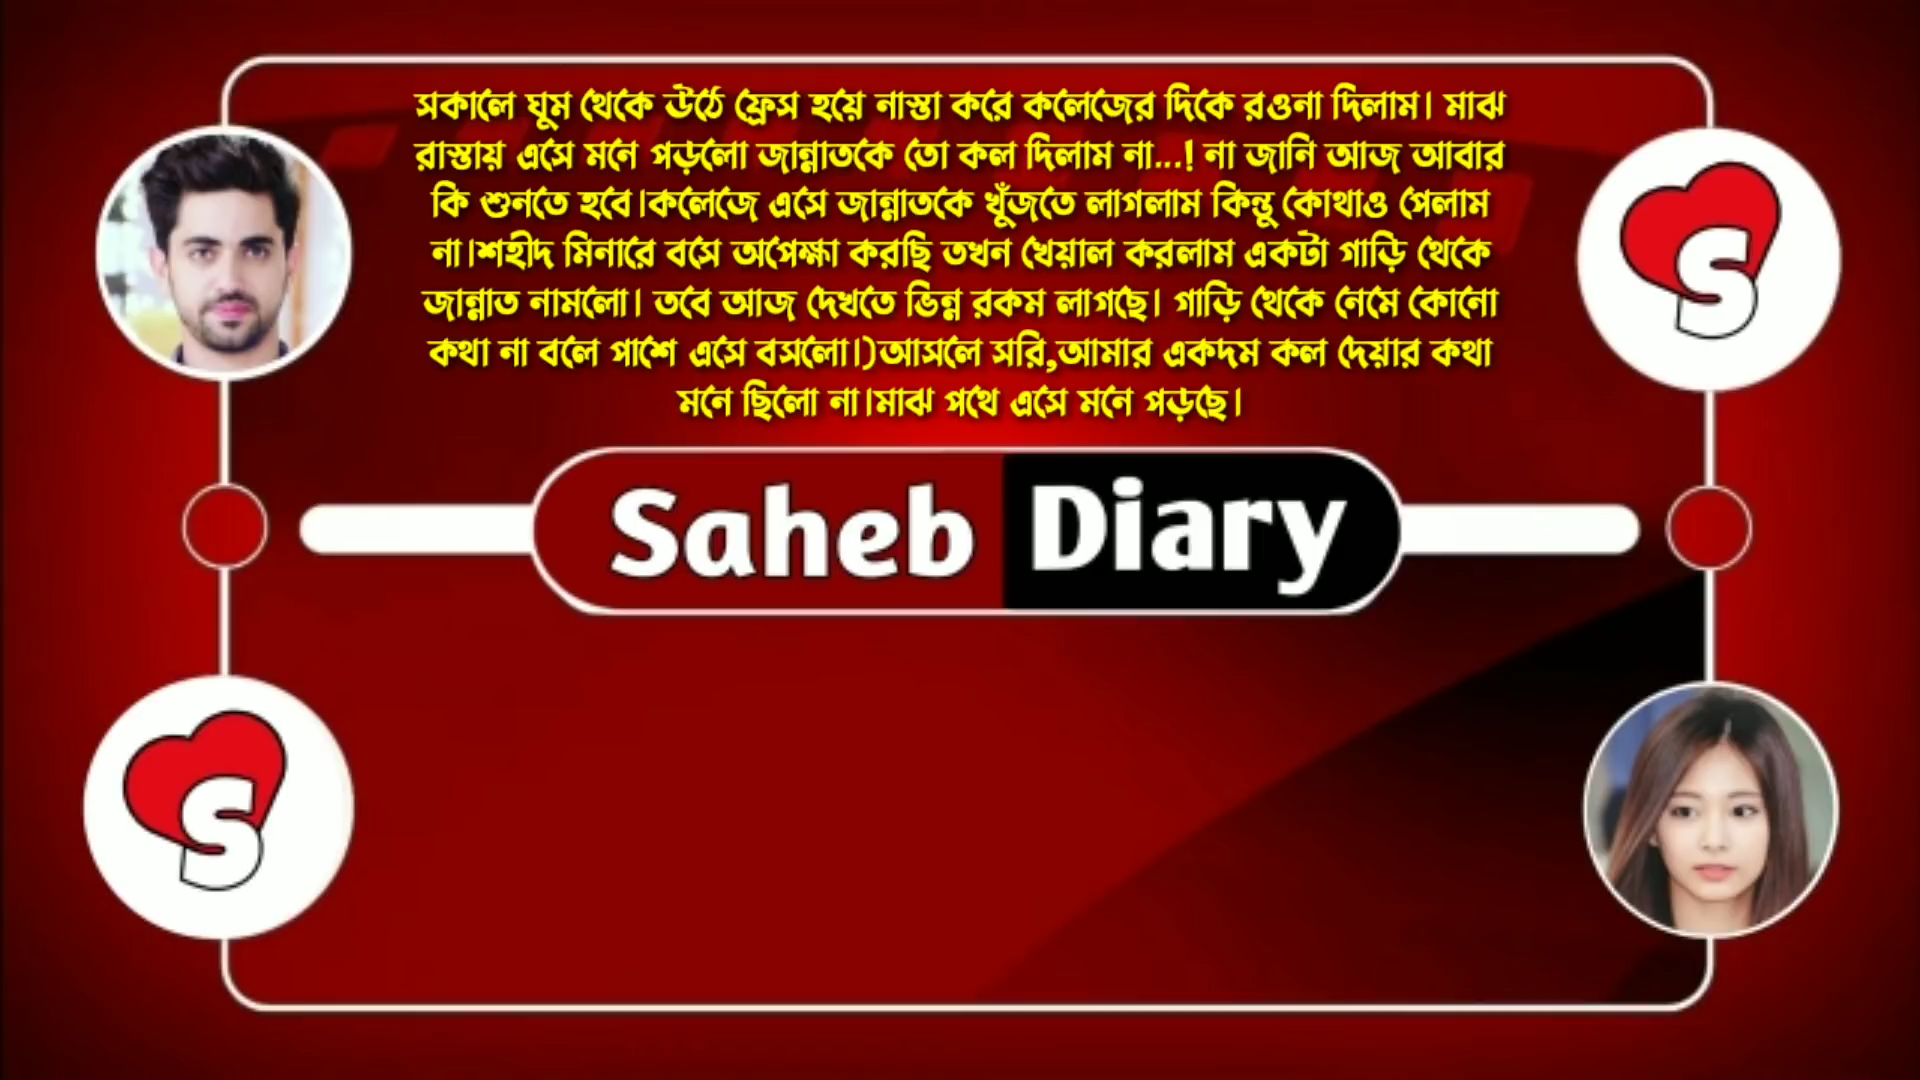 সকালে ঘুম থেকে উঠে ফ্রেস হয়ে নাস্তা করে কলেজের দিকে রওনা দিলাম। মাঝ
রাস্তায় এসে মনে পড়লো জান্নাতকে তো কল দিলাম না...! না জানি আজ আবার
কি শুনতে হবে।কলেজে এসে জান্নাতকে খুঁজতে লাগলাম কিন্তু কোথাও পেলাম
না।শহীদ মিনারে বসে অপেক্ষা করছি তখন খেয়াল করলাম একটা গাড়ি থেকে
জান্নাত নামলো। তবে আজ দেখতে ভিন্ন রকম লাগছে। গাড়ি থেকে নেমে কোনো
কথা না বলে পাশে এসে বসলো।)আসলে সরি,আমার একদম কল দেয়ার কথা
মনে ছিলো না।মাঝ পথে এসে মনে পড়ছে।
S
Saheb Diary
S